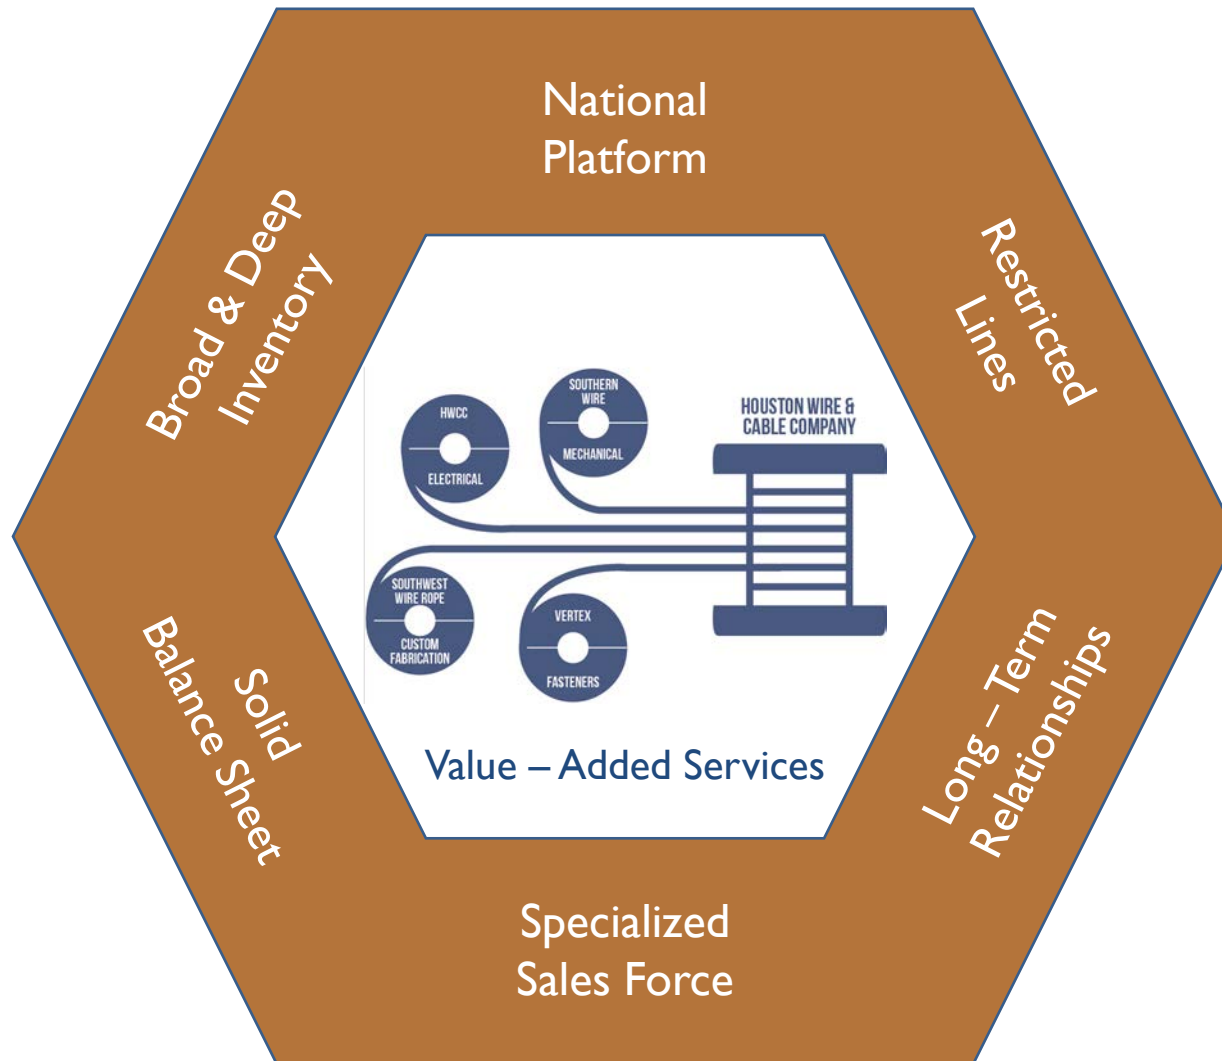 National
Platform
Restricted
Lines
Long – Term
Relationships
Specialized
Sales Force
Solid
Balance Sheet
Broad & Deep
Inventory
HWCC
ELECTRICAL
SOUTHERN
WIRE
MECHANICAL
HOUSTON WIRE &
CABLE COMPANY
SOUTHWEST
WIRE ROPE
CUSTOM
FABRICATION
VERTEX
FASTENERS
Value – Added Services